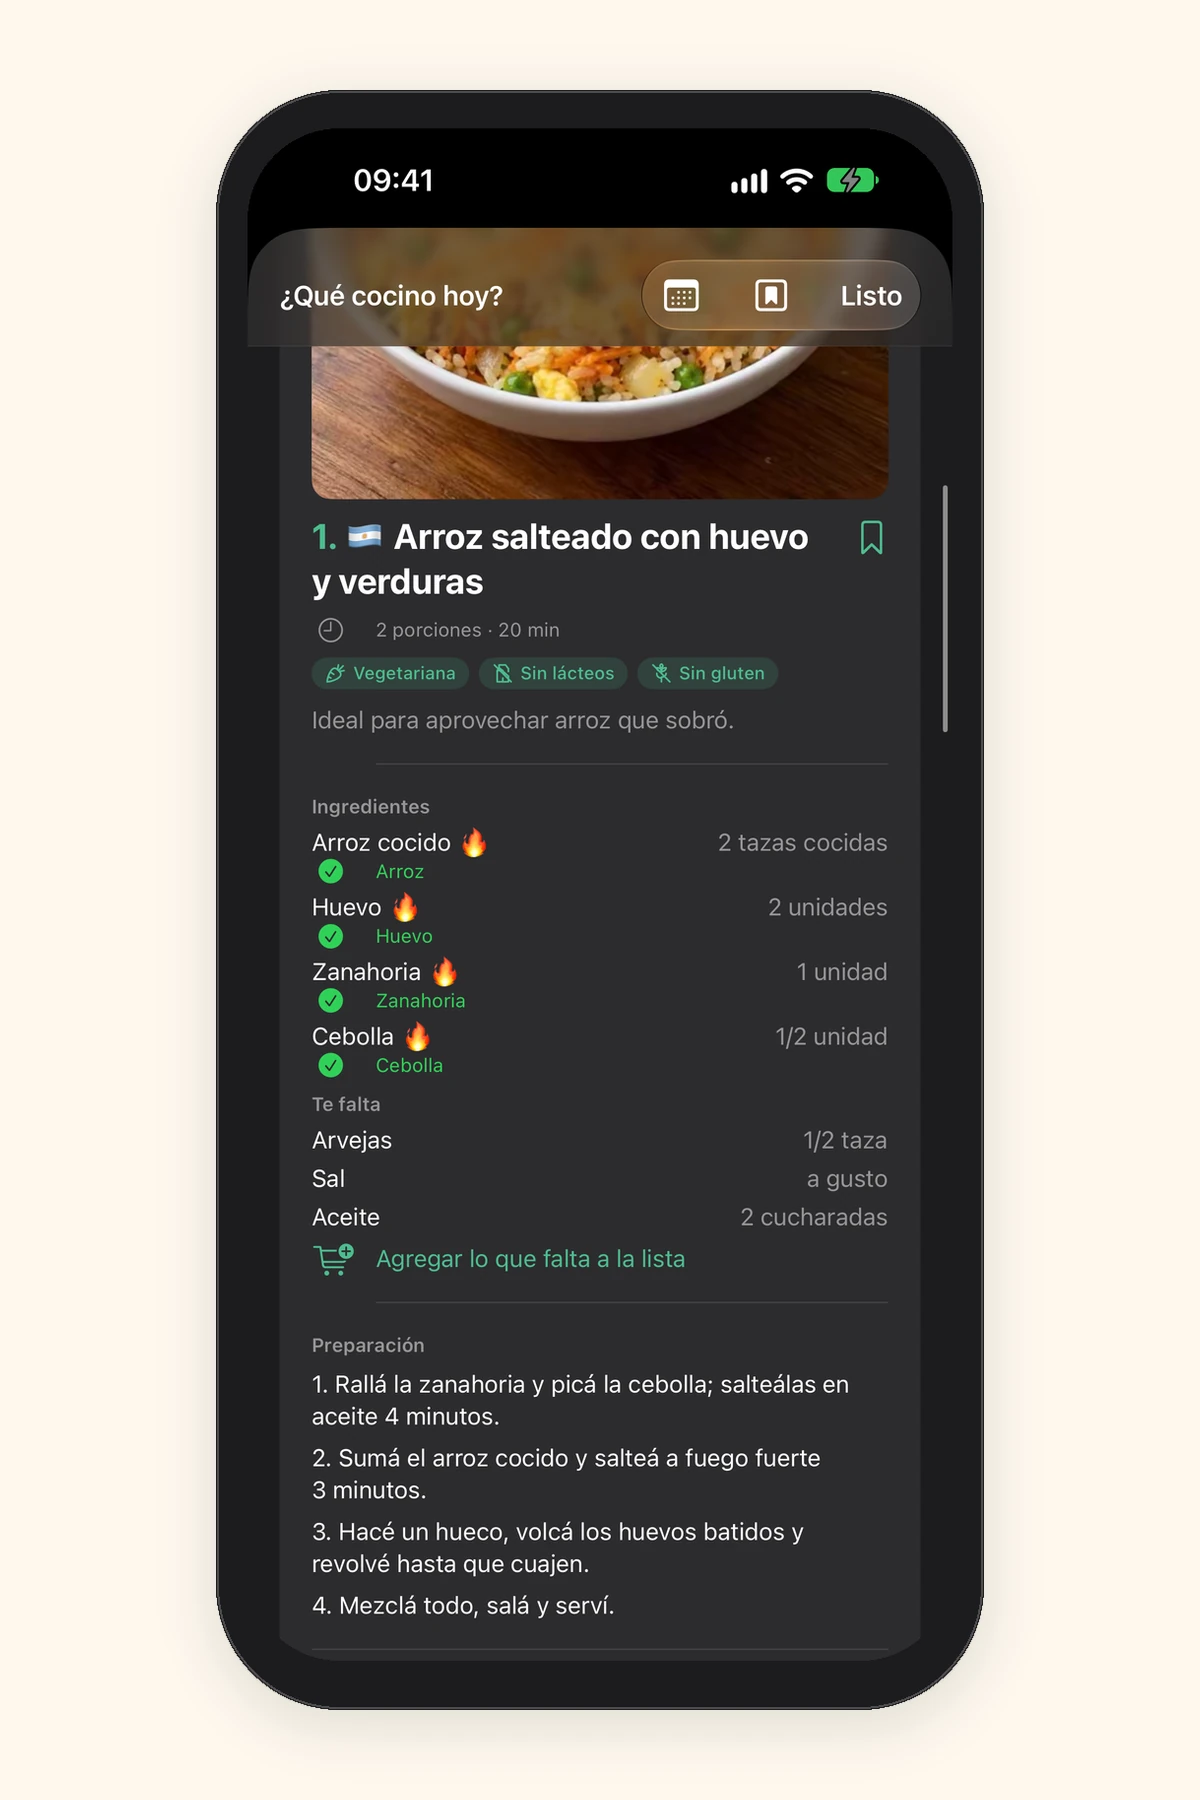 09:41
¿Qué cocino hoy?
Listo
1. 🇦🇷 Arroz salteado con huevo
y verduras
2 porciones · 20 min
Vegetariana
Sin lácteos
Sin gluten
Ideal para aprovechar arroz que sobró.
Ingredientes
Arroz cocido 🔥 2 tazas cocidas
Arroz
Huevo 🔥 2 unidades
Huevo
Zanahoria 🔥 1 unidad
Zanahoria
Cebolla 🔥 1/2 unidad
Cebolla
Te falta
Arvejas 1/2 taza
Sal a gusto
Aceite 2 cucharadas
Agregar lo que falta a la lista
Preparación
1. Rallá la zanahoria y picá la cebolla; salteálas en
aceite 4 minutos.
2. Sumá el arroz cocido y salteá a fuego fuerte
3 minutos.
3. Hacé un hueco, volcá los huevos batidos y
revolvé hasta que cuajen.
4. Mezclá todo, salá y serví.